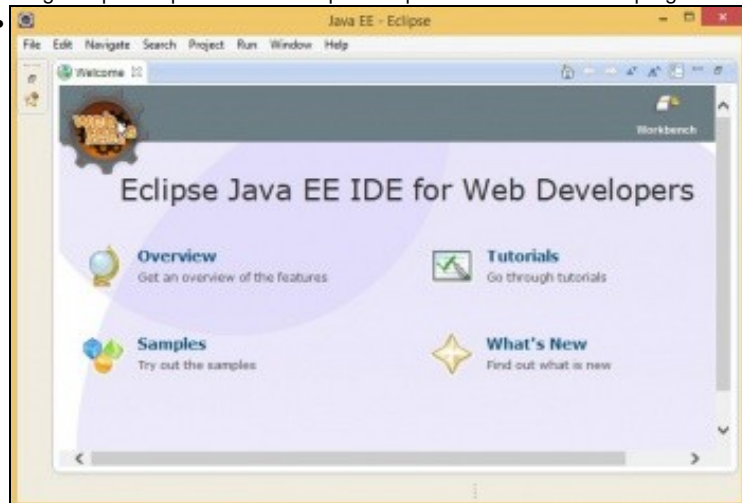 Java EE - Eclipse
File Edit Navigate Search Project Run Window Help
Welcome
Workbench
Eclipse Java EE IDE for Web Developers
Overview
Get an overview of the features
Tutorials
Go through tutorials
Samples
Try out the samples
What's New
Find out what is new